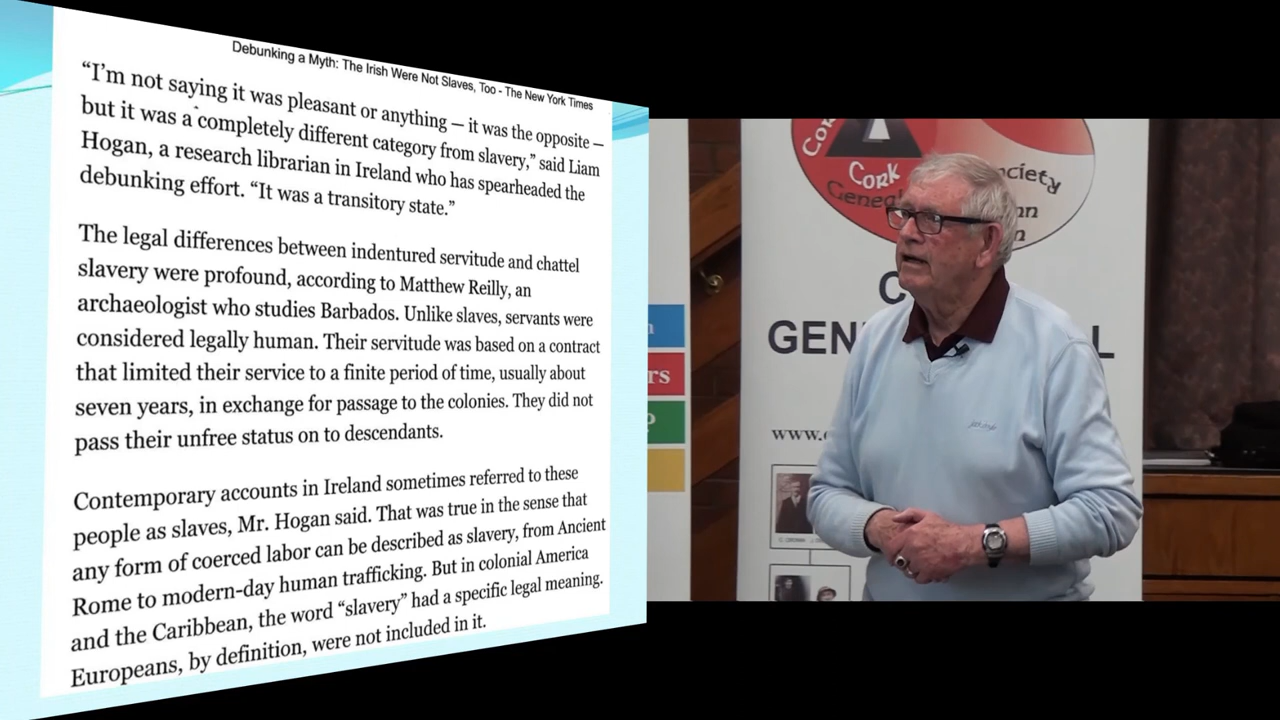 Debunking a Myth: The Irish Were Not Slaves, Too - The New York Times
“I’m not saying it was pleasant or anything — it was the opposite —
but it was a completely different category from slavery,” said Liam
Hogan, a research librarian in Ireland who has spearheaded the
debunking effort. “It was a transitory state.”
The legal differences between indentured servitude and chattel
slavery were profound, according to Matthew Reilly, an
archaeologist who studies Barbados. Unlike slaves, servants were
considered legally human. Their servitude was based on a contract
that limited their service to a finite period of time, usually about
seven years, in exchange for passage to the colonies. They did not
pass their unfree status on to descendants.
Contemporary accounts in Ireland sometimes referred to these
people as slaves, Mr. Hogan said. That was true in the sense that
any form of coerced labor can be described as slavery, from Ancient
Rome to modern-day human trafficking. But in colonial America
and the Caribbean, the word “slavery” had a specific legal meaning.
Europeans, by definition, were not included in it.
Cor
CORK
Genea
ciety
nn
n
C
GEN L
www.
rs